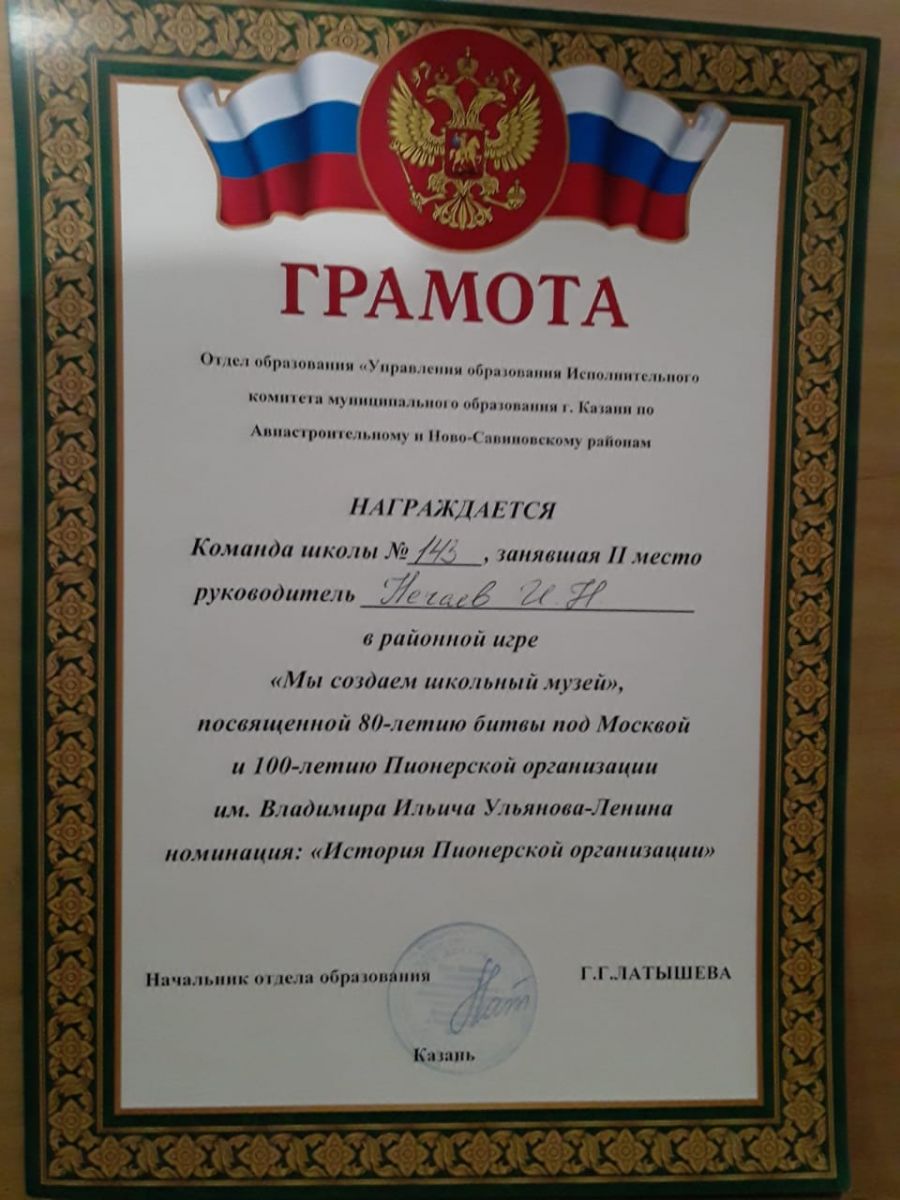 ГРАМОТА
Отдел образования «Управления образования Исполнительного
комитета муниципального образования г. Казани по
Авиастроительному и Ново-Савиновскому районам
НАГРАЖДАЕТСЯ
Команда школы № 143, занявшая II место
руководитель Нечаев И. Н.
в районной игре
«Мы создаем школьный музей»,
посвященной 80-летию битвы под Москвой
и 100-летию Пионерской организации
им. Владимира Ильича Ульянова-Ленина
номинация: «История Пионерской организации»
Начальник отдела образования Г.Г.ЛАТЫШЕВА
Казань